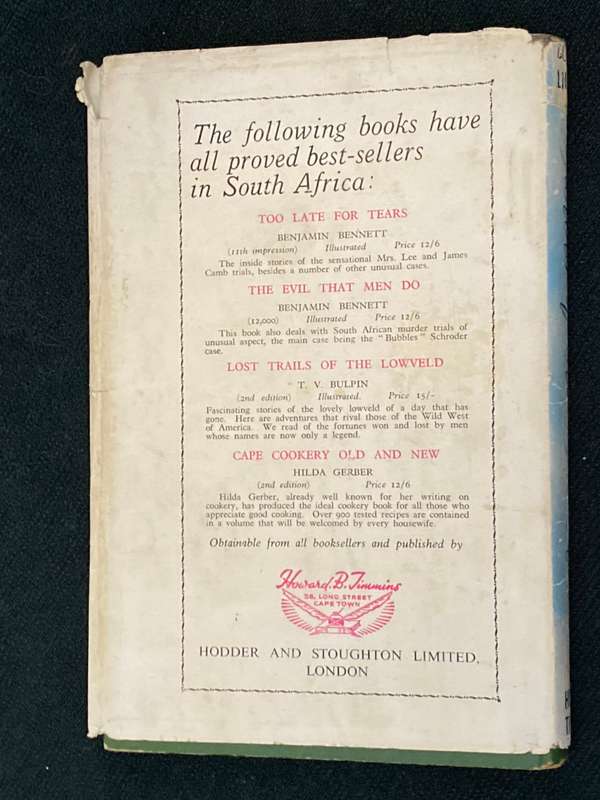 The following books have
all proved best-sellers
in South Africa:
TOO LATE FOR TEARS
BENJAMIN BENNETT
(11th impression) Illustrated Price 12/6
The inside stories of the sensational Mrs. Lee and James
Camb trials, besides a number of other unusual cases.
THE EVIL THAT MEN DO
BENJAMIN BENNETT
(12,000) Illustrated Price 12/6
This book also deals with South African murder trials of
unusual aspect, the main case being the "Bubbles" Schroder
case.
LOST TRAILS OF THE LOWVELD
T. V. BULPIN
(2nd edition) Illustrated. Price 15/-
Fascinating stories of the lovely lowveld of a day that has
gone. Here are adventures that rival those of the Wild West
of America. We read of the fortunes won and lost by men
whose names are now only a legend.
CAPE COOKERY OLD AND NEW
HILDA GERBER
(2nd edition) Price 12/6
Hilda Gerber, already well known for her writing on
cookery, has produced the ideal cookery book for all those who
appreciate good cooking. Over 900 tested recipes are contained
in a volume that will be welcomed by every housewife.
Obtainable from all booksellers and published by
Howard. B. Timmins
58, LONG STREET
CAPE TOWN
HODDER AND STOUGHTON LIMITED,
LONDON